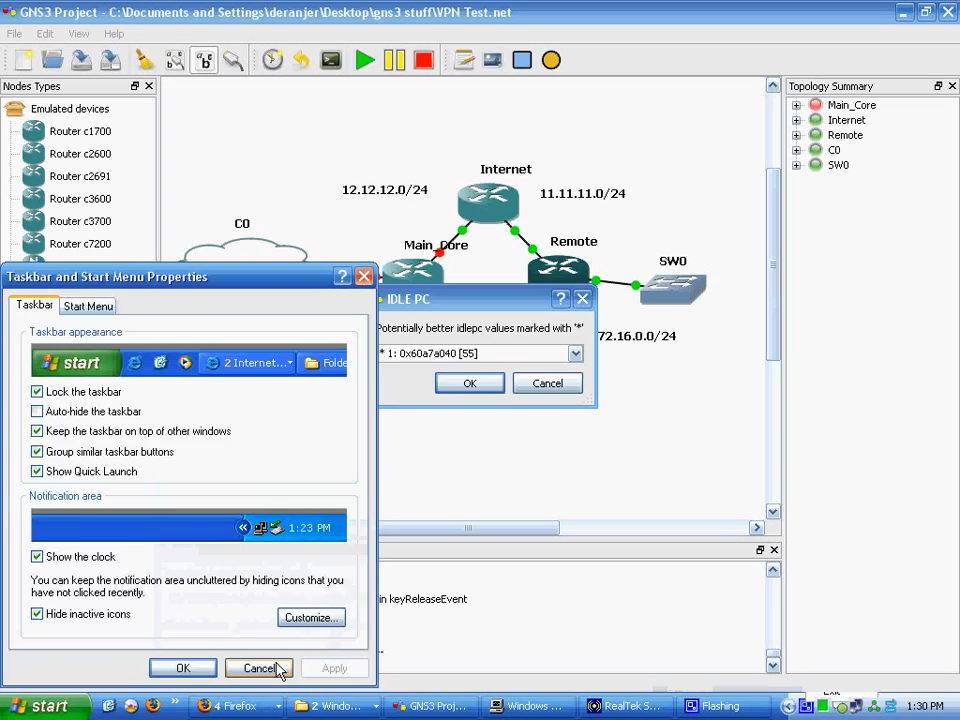 GNS3 Project - C:\Documents and Settings\deranjer\Desktop\gns3 stuff\VPN Test.net
File Edit View Help
Nodes Types
Emulated devices
Router c1700
Router c2600
Router c2691
Router c3600
Router c3700
Router c7200
Internet
12.12.12.0/24
11.11.11.0/24
C0
Main_Core
Remote
SW0
72.16.0.0/24
Topology Summary
Main_Core
Internet
Remote
C0
SW0
IDLE PC
Potentially better idlepc values marked with '*'
* 1: 0x60a7a040 [55]
OK Cancel
in keyReleaseEvent
Taskbar and Start Menu Properties
Taskbar Start Menu
Taskbar appearance
start 2 Internet... Folde
Lock the taskbar
Auto-hide the taskbar
Keep the taskbar on top of other windows
Group similar taskbar buttons
Show Quick Launch
Notification area
1:23 PM
Show the clock
You can keep the notification area uncluttered by hiding icons that you
have not clicked recently.
Hide inactive icons
Customize...
OK Cancel Apply
start 4 Firefox 2 Windo... GNS3 Proj... Windows ... RealTek S... Flashing 1:30 PM